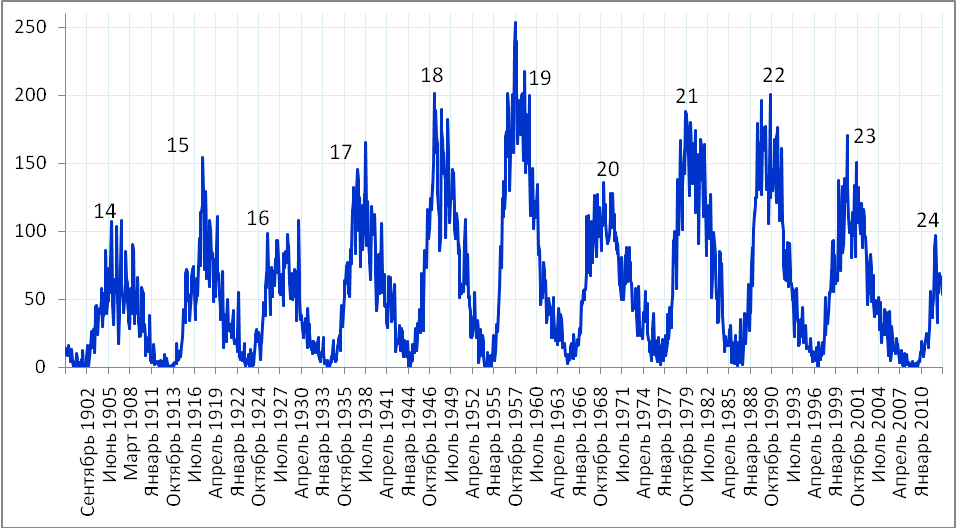 250
200
150
100
50
0
14
15
16
17
18
19
20
21
22
23
24
Сентябрь 1902
Июнь 1905
Март 1908
Январь 1911
Октябрь 1913
Июль 1916
Апрель 1919
Январь 1922
Октябрь 1924
Июль 1927
Апрель 1930
Январь 1933
Октябрь 1935
Июль 1938
Апрель 1941
Январь 1944
Октябрь 1946
Июль 1949
Апрель 1952
Январь 1955
Октябрь 1957
Июль 1960
Апрель 1963
Январь 1966
Октябрь 1968
Июль 1971
Апрель 1974
Январь 1977
Октябрь 1979
Июль 1982
Апрель 1985
Январь 1988
Октябрь 1990
Июль 1993
Апрель 1996
Январь 1999
Октябрь 2001
Июль 2004
Апрель 2007
Январь 2010